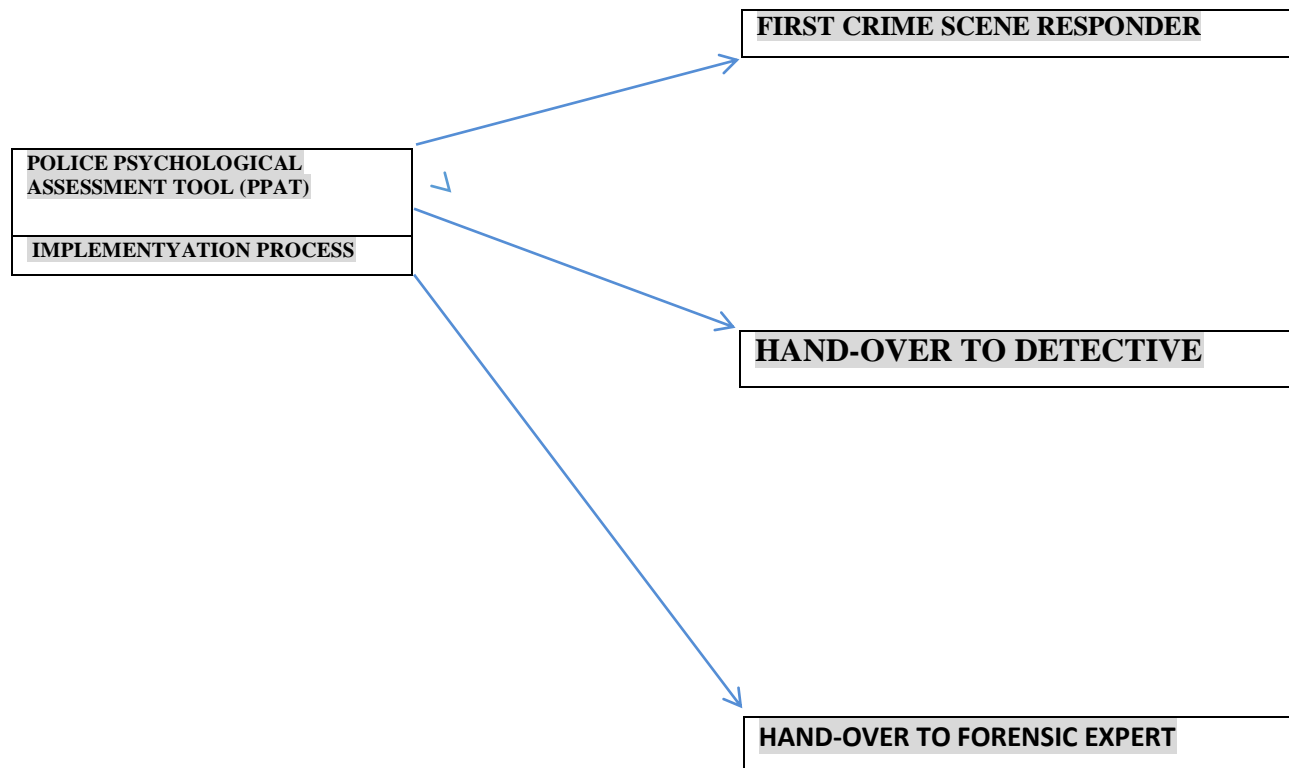 FIRST CRIME SCENE RESPONDER
POLICE PSYCHOLOGICAL
ASSESSMENT TOOL (PPAT)
IMPLEMENTYATION PROCESS
HAND-OVER TO DETECTIVE
HAND-OVER TO FORENSIC EXPERT